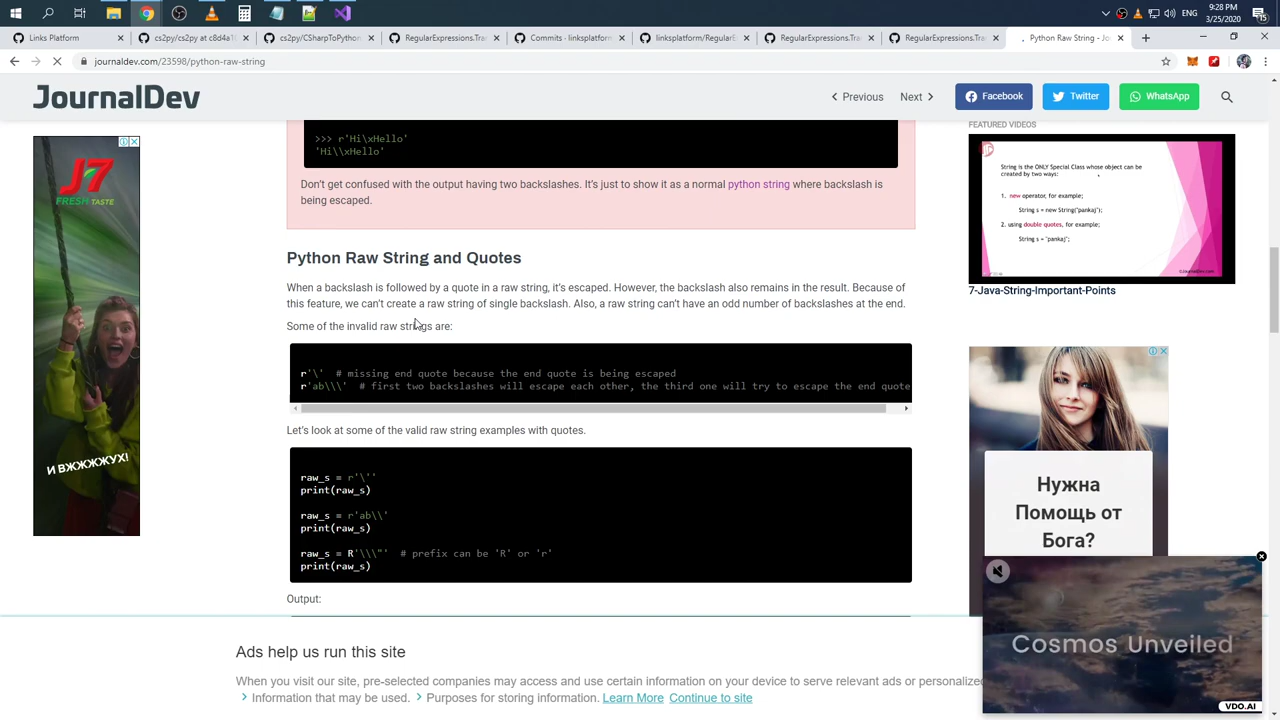 9:28 PM
3/25/2020
ENG
15
Links Platform
cs2py/cs2py at c8d4a1
cs2py/CSharpToPython
RegularExpressions.Tra
Commits · linksplatform
linksplatform/RegularE
RegularExpressions.Tra
RegularExpressions.Tra
Python Raw String - Jo
journaldev.com/23598/python-raw-string
JournalDev
Previous
Next
Facebook
Twitter
WhatsApp
>>> r'Hi\xHello'
'Hi\\xHello'
Don't get confused with the output having two backslashes. It's just to show it as a normal python string where backslash is
being escaped.
Python Raw String and Quotes
When a backslash is followed by a quote in a raw string, it's escaped. However, the backslash also remains in the result. Because of
this feature, we can't create a raw string of single backslash. Also, a raw string can't have an odd number of backslashes at the end.
Some of the invalid raw strings are:
r'\' # missing end quote because the end quote is being escaped
r'ab\\\' # first two backslashes will escape each other, the third one will try to escape the end quote
Let's look at some of the valid raw string examples with quotes.
raw_s = r'\''
print(raw_s)
raw_s = r'ab\\'
print(raw_s)
raw_s = R'\\\"' # prefix can be 'R' or 'r'
print(raw_s)
Output:
J7
FRESH TASTE
И ВЖЖЖЖУХ!
FEATURED VIDEOS
String is the ONLY Special Class whose object can be
created by two ways:
1. new operator, for example;
String s = new String("pankaj");
2. using double quotes, for example;
String s = "pankaj";
7-Java-String-Important-Points
Нужна
Помощь от
Бога?
Cosmos Unveiled
VDO.AI
Ads help us run this site
When you visit our site, pre-selected companies may access and use certain information on your device to serve relevant ads or personalize
Information that may be used.
Purposes for storing information. Learn More Continue to site